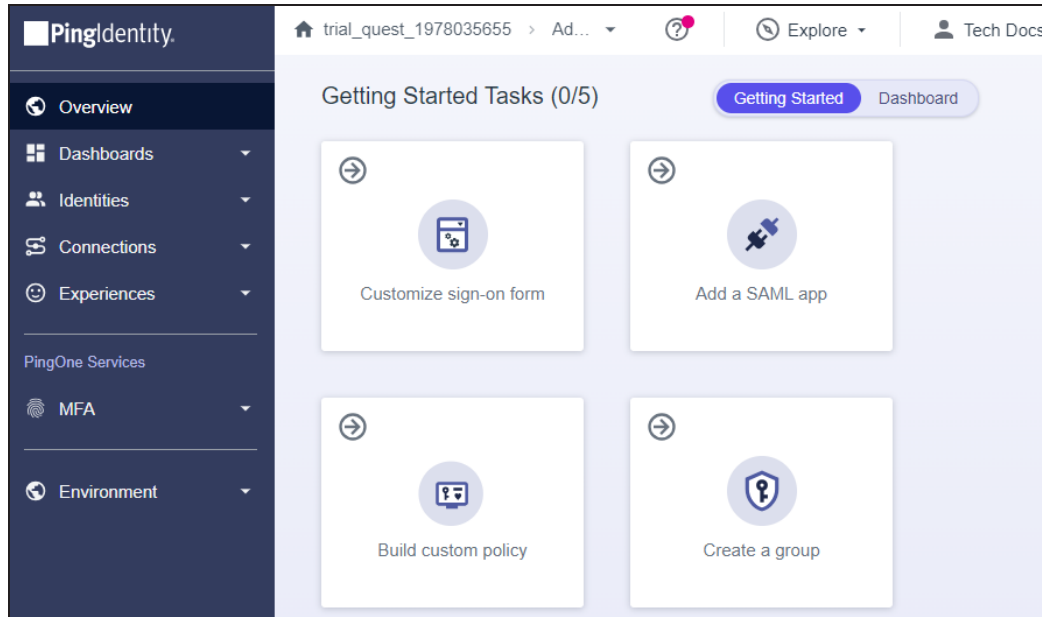 PingIdentity.
trial_quest_1978035655 > Ad...
Explore
Tech Docs
Overview
Dashboards
Identities
Connections
Experiences
PingOne Services
MFA
Environment
Getting Started Tasks (0/5)
Getting Started
Dashboard
Customize sign-on form
Add a SAML app
Build custom policy
Create a group